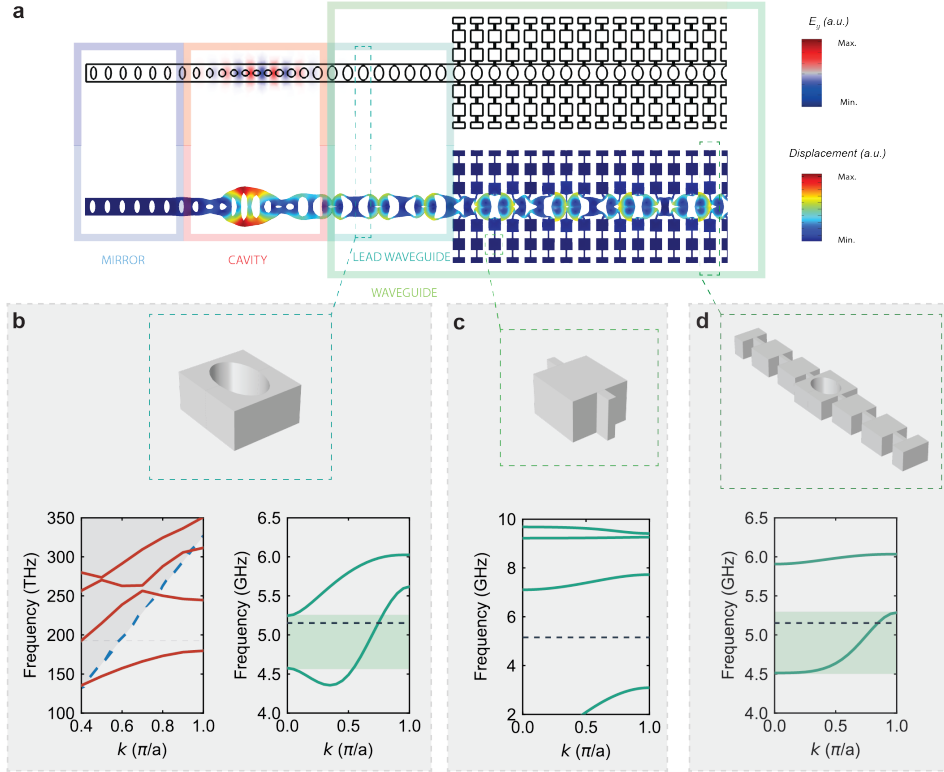 a
E_y (a.u.)
Max.
Min.
Displacement (a.u.)
Max.
Min.
MIRROR
CAVITY
LEAD WAVEGUIDE
WAVEGUIDE
b
c
d
Frequency (THz)
350
300
250
200
150
100
0.4
0.6
0.8
1.0
k (π/a)
Frequency (GHz)
6.5
6.0
5.5
5.0
4.5
4.0
0.0
0.5
1.0
k (π/a)
Frequency (GHz)
10
8
6
4
2
0.0
0.5
1.0
k (π/a)
Frequency (GHz)
6.5
6.0
5.5
5.0
4.5
4.0
0.0
0.5
1.0
k (π/a)